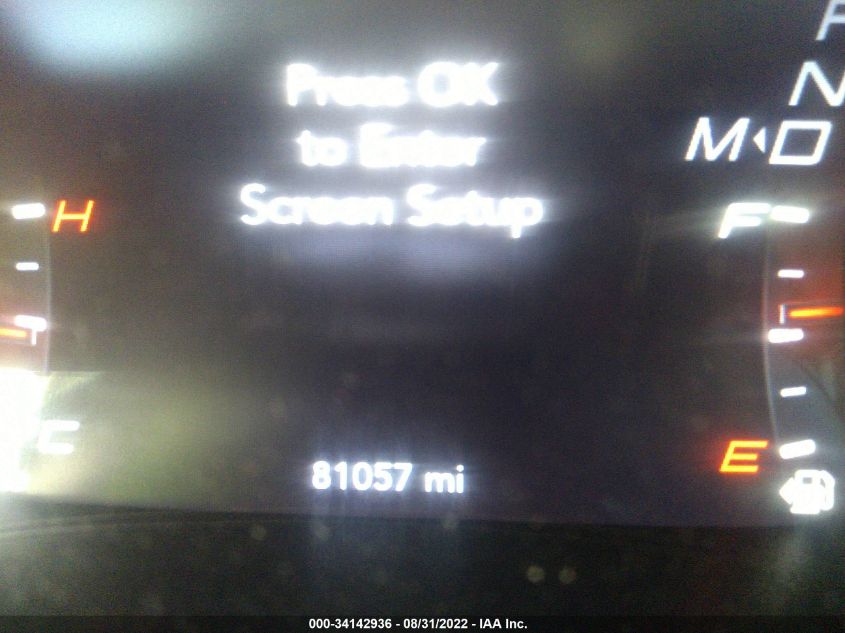 Press OK
to Enter
Screen Setup
N
M D
H
F
C
E
81057 mi
000-34142936 - 08/31/2022 - IAA Inc.